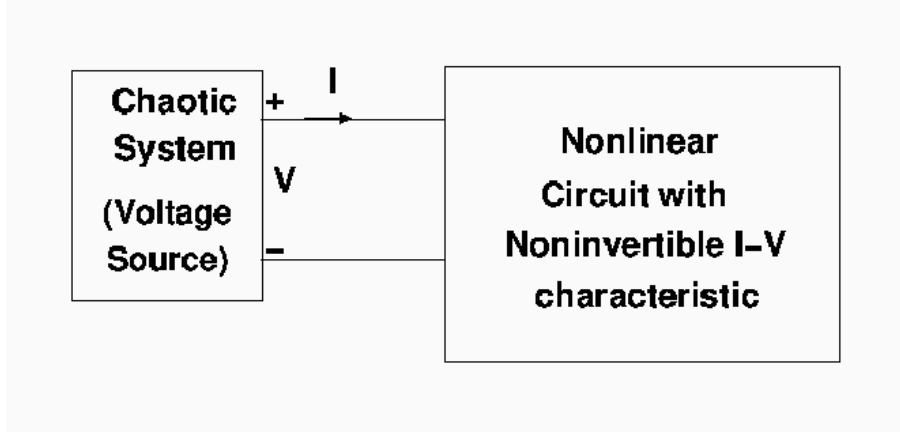 Chaotic
System
(Voltage
Source)
+
I
V
−
Nonlinear
Circuit with
Noninvertible I−V
characteristic